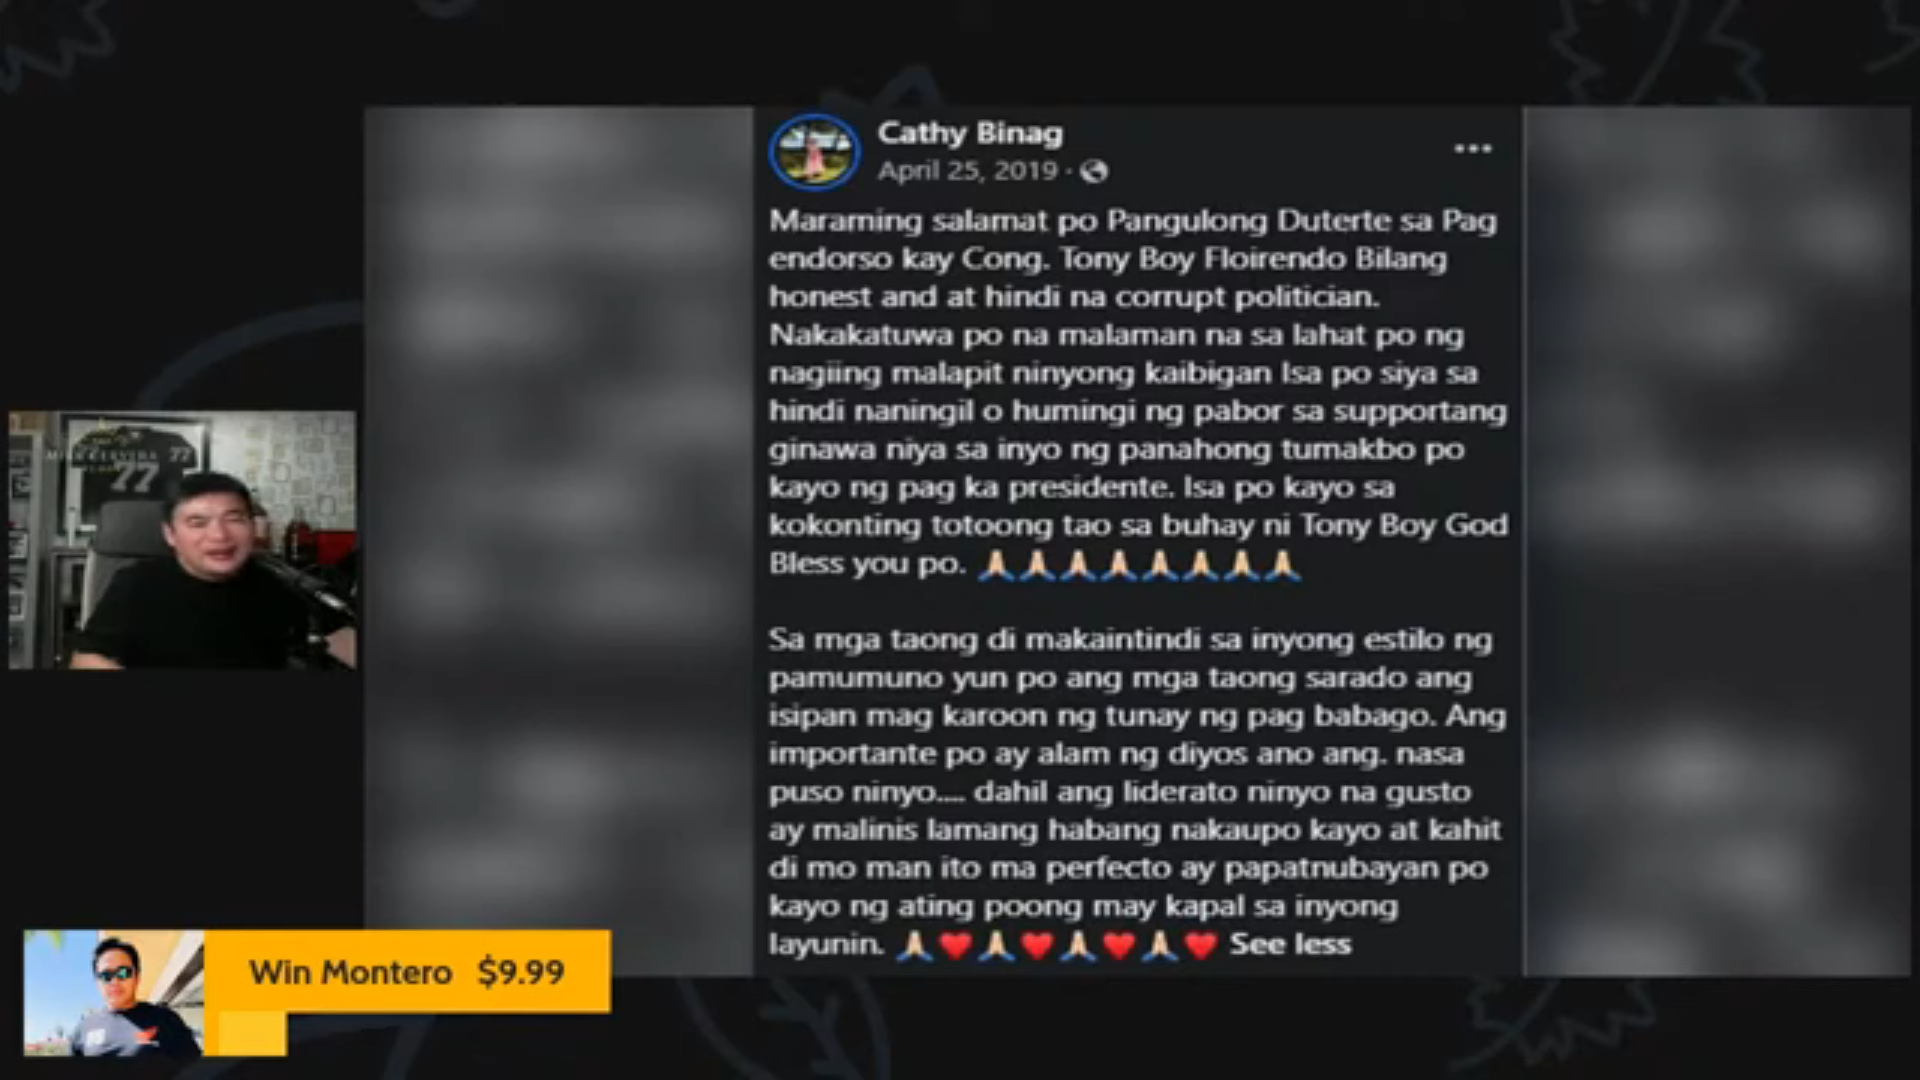 Cathy Binag
April 25, 2019 ·
Maraming salamat po Pangulong Duterte sa Pag
endorso kay Cong. Tony Boy Floirendo Bilang
honest and at hindi na corrupt politician.
Nakakatuwa po na malaman na sa lahat po ng
nagiing malapit ninyong kaibigan Isa po siya sa
hindi naningil o humingi ng pabor sa supportang
ginawa niya sa inyo ng panahong tumakbo po
kayo ng pag ka presidente. Isa po kayo sa
kokonting totoong tao sa buhay ni Tony Boy God
Bless you po. 🙏🏻🙏🏻🙏🏻🙏🏻🙏🏻🙏🏻🙏🏻🙏🏻
Sa mga taong di makaintindi sa inyong estilo ng
pamumuno yun po ang mga taong sarado ang
isipan mag karoon ng tunay ng pag babago. Ang
importante po ay alam ng diyos ano ang. nasa
puso ninyo.... dahil ang liderato ninyo na gusto
ay malinis lamang habang nakaupo kayo at kahit
di mo man ito ma perfecto ay papatnubayan po
kayo ng ating poong may kapal sa inyong
layunin. 🙏🏻❤️🙏🏻❤️🙏🏻❤️🙏🏻❤️ See less
77
77
Win Montero $9.99